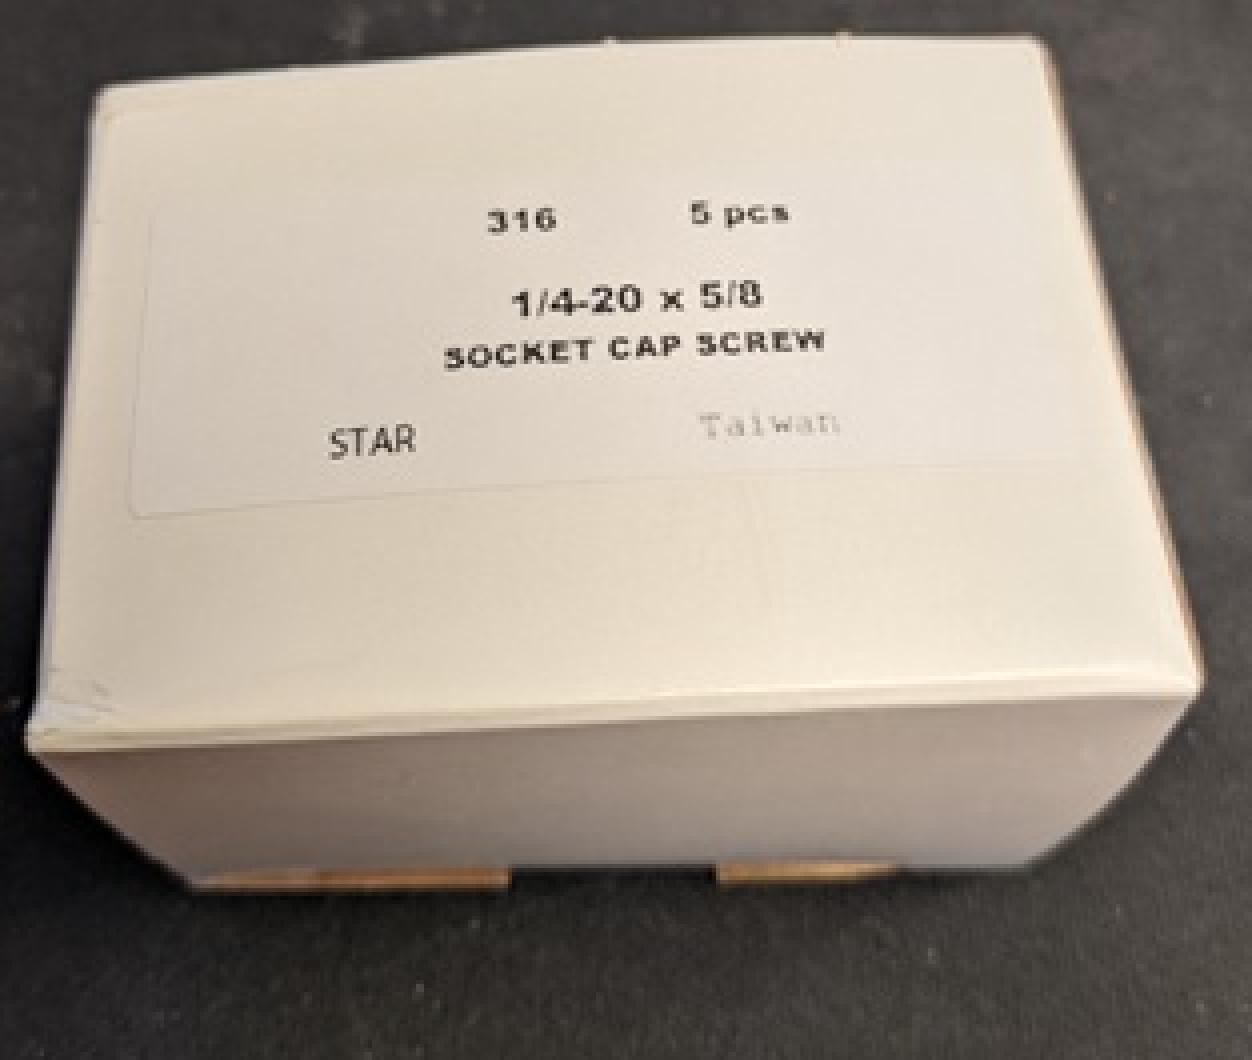 316 5 pcs
1/4-20 x 5/8
SOCKET CAP SCREW
STAR Taiwan